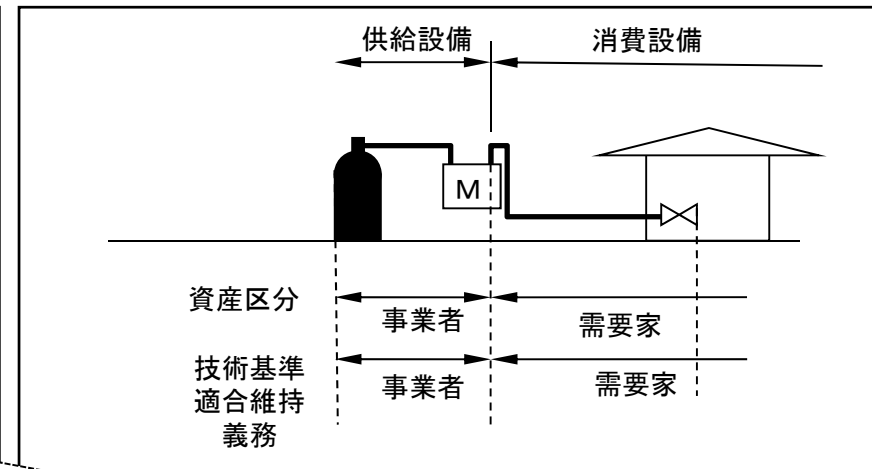 供給設備
消費設備
M
資産区分
事業者
需要家
技術基準
適合維持
義務
事業者
需要家